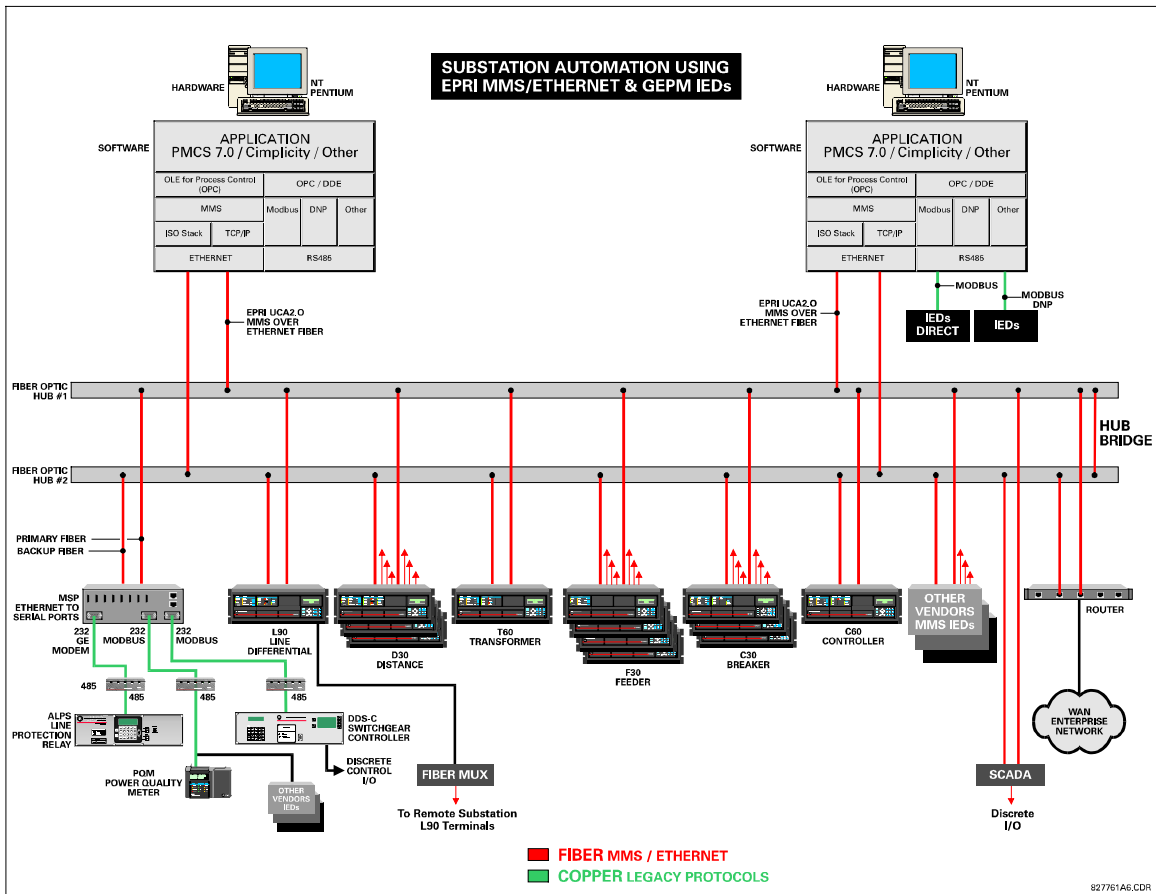 SUBSTATION AUTOMATION USING
EPRI MMS/ETHERNET & GEPM IEDs
HARDWARE
NT
PENTIUM
SOFTWARE
APPLICATION
PMCS 7.0 / Cimplicity / Other
OLE for Process Control
(OPC)
OPC / DDE
MMS
Modbus
DNP
Other
ISO Stack
TCP/IP
ETHERNET
RS485
EPRI UCA2.O
MMS OVER
ETHERNET FIBER
HARDWARE
NT
PENTIUM
SOFTWARE
APPLICATION
PMCS 7.0 / Cimplicity / Other
OLE for Process Control
(OPC)
OPC / DDE
MMS
Modbus
DNP
Other
ISO Stack
TCP/IP
ETHERNET
RS485
EPRI UCA2.O
MMS OVER
ETHERNET FIBER
MODBUS
MODBUS
DNP
IEDs
DIRECT
IEDs
FIBER OPTIC
HUB #1
HUB
BRIDGE
FIBER OPTIC
HUB #2
PRIMARY FIBER
BACKUP FIBER
MSP
ETHERNET TO
SERIAL PORTS
232
GE
MODEM
232
MODBUS
232
MODBUS
L90
LINE
DIFFERENTIAL
D30
DISTANCE
T60
TRANSFORMER
F30
FEEDER
C30
BREAKER
C60
CONTROLLER
OTHER
VENDORS
MMS IEDs
ROUTER
485
485
485
ALPS
LINE
PROTECTION
RELAY
DDS-C
SWITCHGEAR
CONTROLLER
WAN
ENTERPRISE
NETWORK
PQM
POWER QUALITY
METER
OTHER
VENDORS
IEDs
DISCRETE
CONTROL
I/O
FIBER MUX
To Remote Substation
L90 Terminals
SCADA
Discrete
I/O
FIBER MMS / ETHERNET
COPPER LEGACY PROTOCOLS
827761A6.CDR